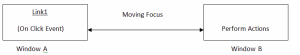 Link1
Moving Focus
(On Click Event)
Perform Actions
Window A
Window B